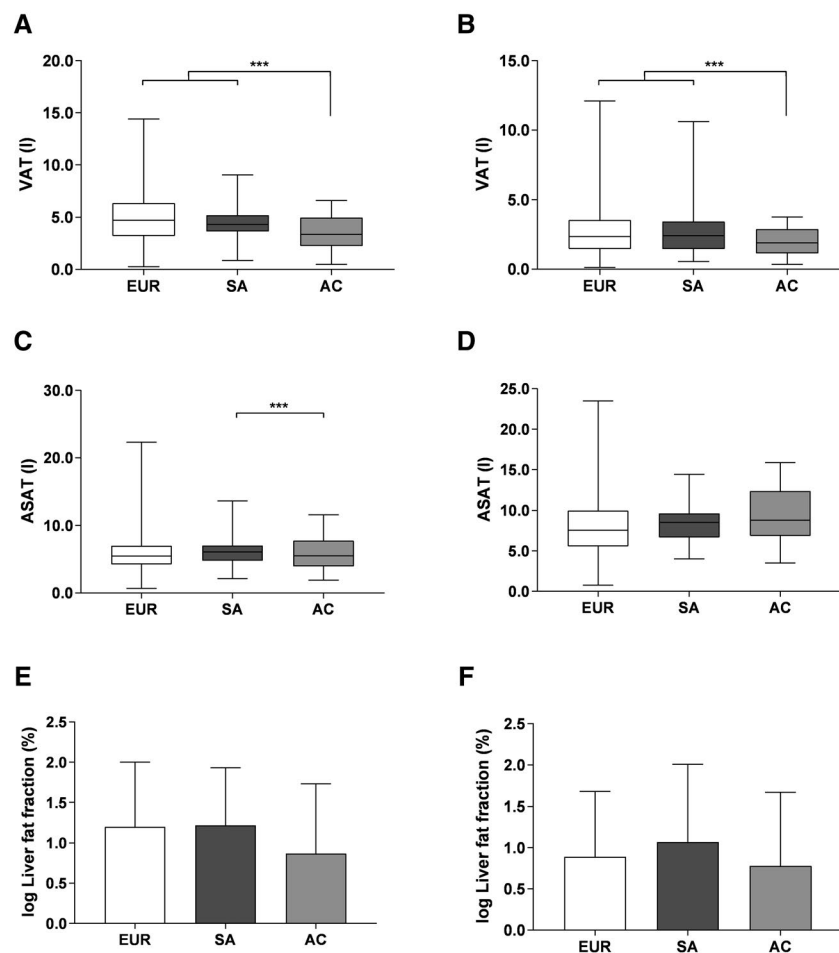 A
20.0
15.0
10.0
5.0
0.0
VAT (l)
***
EUR SA AC
B
15.0
10.0
5.0
0.0
VAT (l)
***
EUR SA AC
C
30.0
20.0
10.0
0.0
ASAT (l)
***
EUR SA AC
D
25.0
20.0
15.0
10.0
5.0
0.0
ASAT (l)
EUR SA AC
E
2.5
2.0
1.5
1.0
0.5
0.0
log Liver fat fraction (%)
EUR SA AC
F
2.5
2.0
1.5
1.0
0.5
0.0
log Liver fat fraction (%)
EUR SA AC